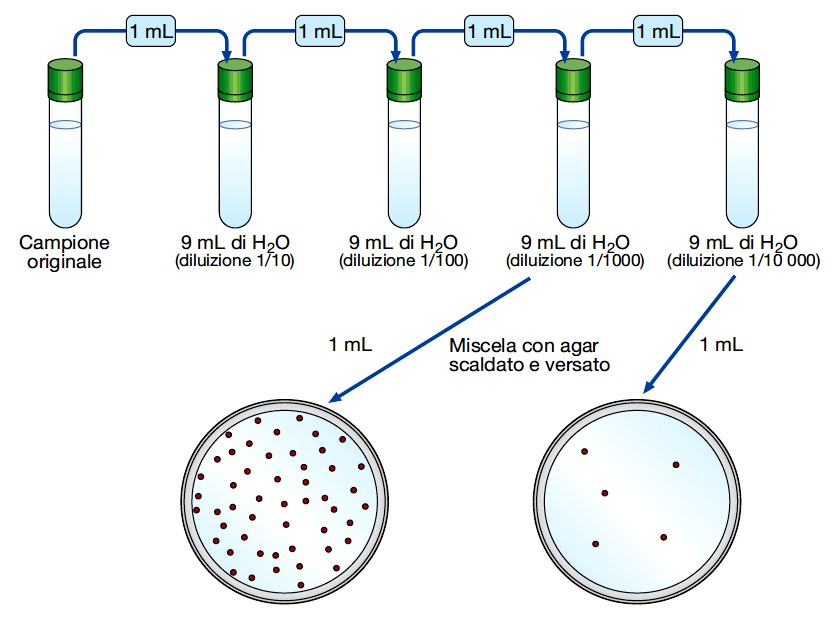 1 mL
1 mL
1 mL
1 mL
Campione
originale
9 mL di H2O
(diluizione 1/10)
9 mL di H2O
(diluizione 1/100)
9 mL di H2O
(diluizione 1/1000)
9 mL di H2O
(diluizione 1/10 000)
1 mL
Miscela con agar
scaldato e versato
1 mL